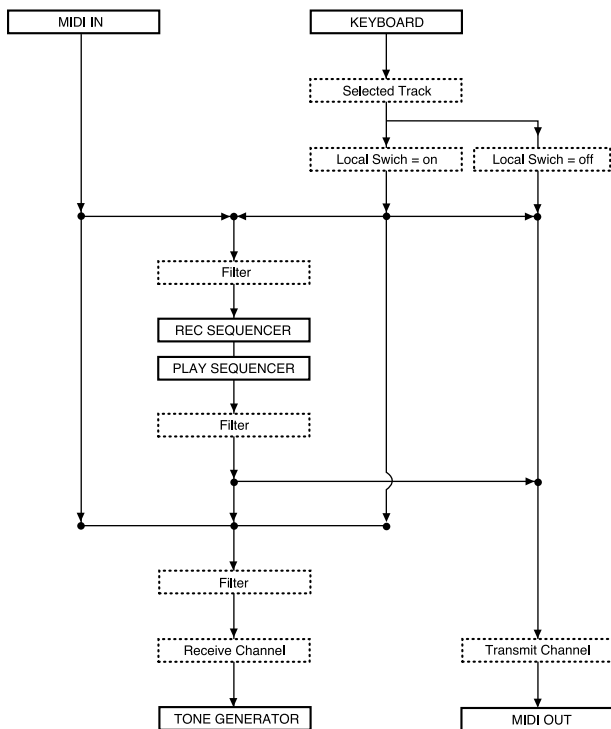 MIDI IN
KEYBOARD
Selected Track
Local Swich = on
Local Swich = off
Filter
REC SEQUENCER
PLAY SEQUENCER
Filter
Filter
Receive Channel
Transmit Channel
TONE GENERATOR
MIDI OUT